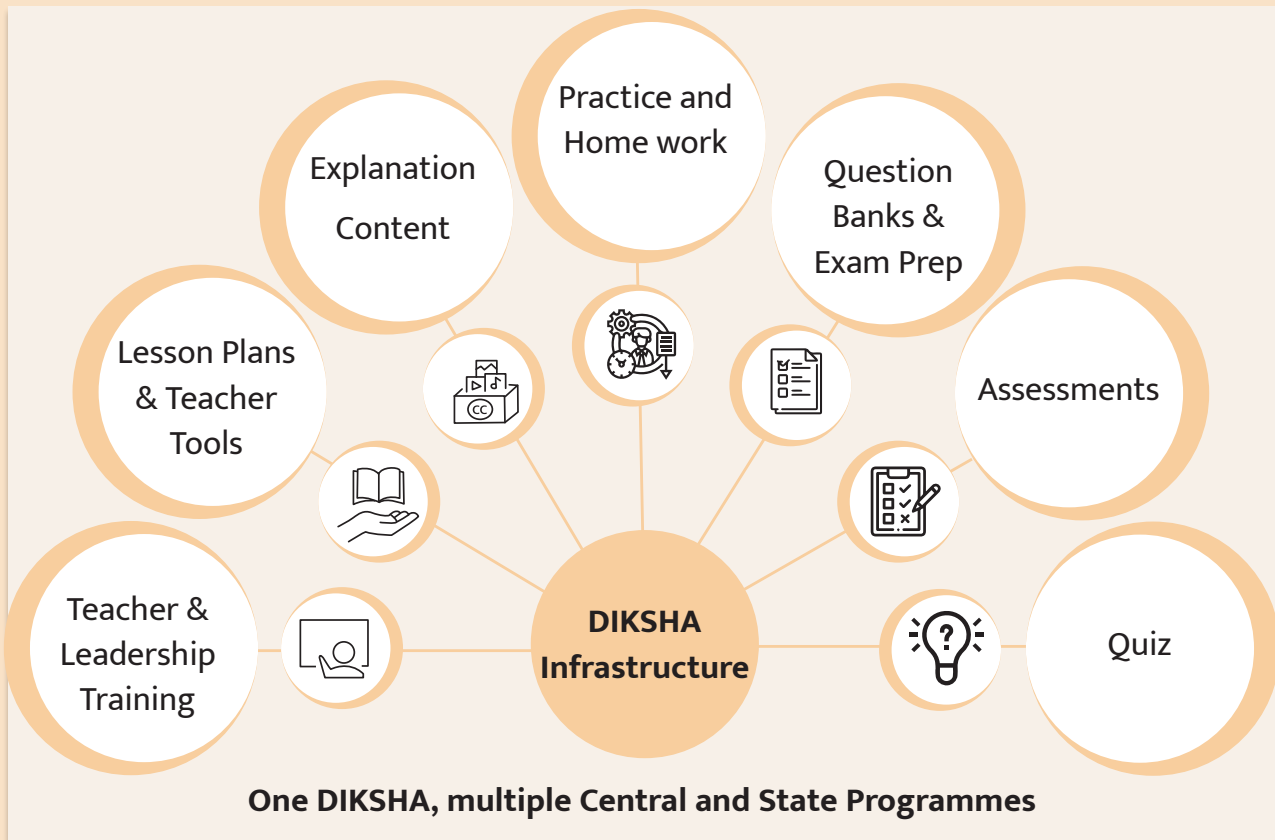 Practice and
Home work
Explanation
Content
Question
Banks &
Exam Prep
Lesson Plans
& Teacher
Tools
Assessments
CC
Teacher &
Leadership
Training
DIKSHA
Infrastructure
?
Quiz
One DIKSHA, multiple Central and State Programmes